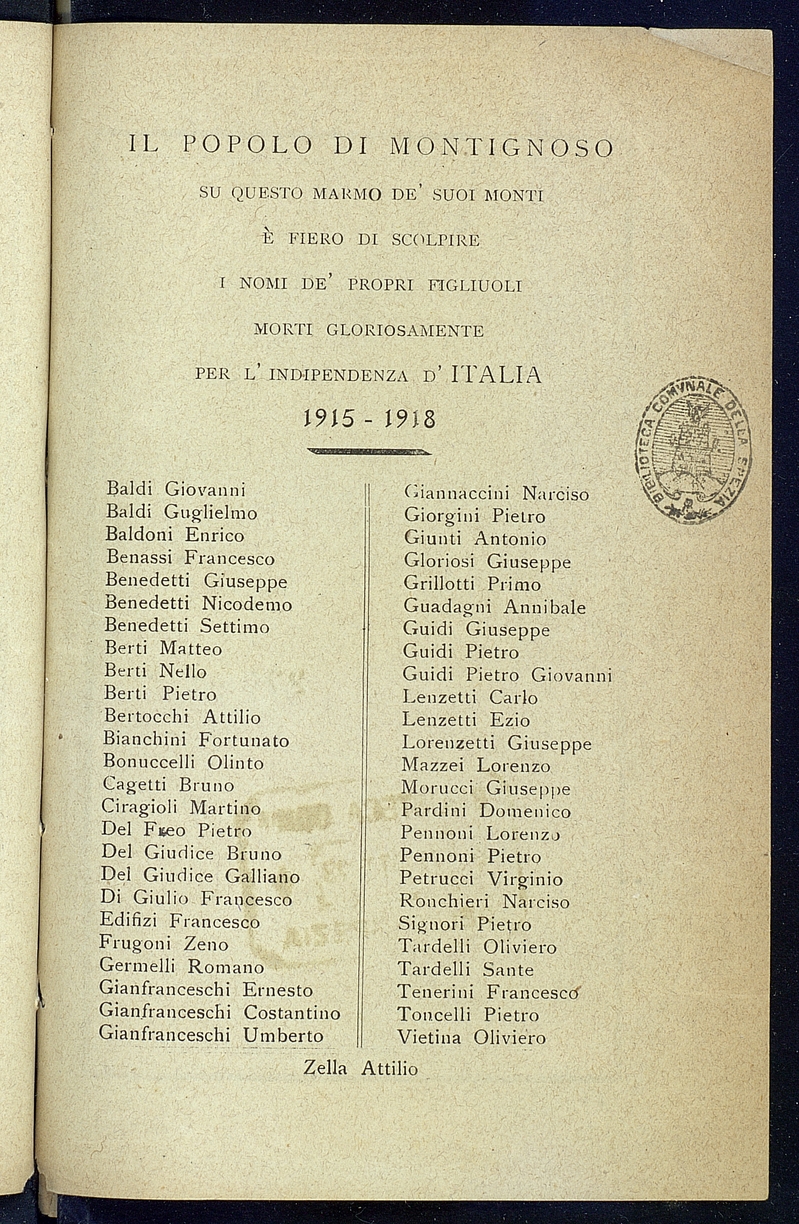 IL POPOLO DI MONTIGNOSO
SU QUESTO MARMO DE' SUOI MONTI
È FIERO DI SCOLPIRE
I NOMI DE' PROPRI FIGLIUOLI
MORTI GLORIOSAMENTE
PER L'INDIPENDENZA D'ITALIA
1915 - 1918
Baldi Giovanni
Baldi Guglielmo
Baldoni Enrico
Benassi Francesco
Benedetti Giuseppe
Benedetti Nicodemo
Benedetti Settimo
Berti Matteo
Berti Nello
Berti Pietro
Bertocchi Attilio
Bianchini Fortunato
Bonuccelli Olinto
Cagetti Bruno
Ciragioli Martino
Del Freo Pietro
Del Giudice Bruno
Del Giudice Galliano
Di Giulio Francesco
Edifizi Francesco
Frugoni Zeno
Germelli Romano
Gianfranceschi Ernesto
Gianfranceschi Costantino
Gianfranceschi Umberto
Giannaccini Narciso
Giorgini Pietro
Giunti Antonio
Gloriosi Giuseppe
Grillotti Primo
Guadagni Annibale
Guidi Giuseppe
Guidi Pietro
Guidi Pietro Giovanni
Lenzetti Carlo
Lenzetti Ezio
Lorenzetti Giuseppe
Mazzei Lorenzo
Morucci Giuseppe
Pardini Domenico
Pennoni Lorenzo
Pennoni Pietro
Petrucci Virginio
Ronchieri Narciso
Signori Pietro
Tardelli Oliviero
Tardelli Sante
Tenerini Francesco
Toncelli Pietro
Vietina Oliviero
Zella Attilio
BIBLIOTECA COMVNALE DELLA SPEZIA